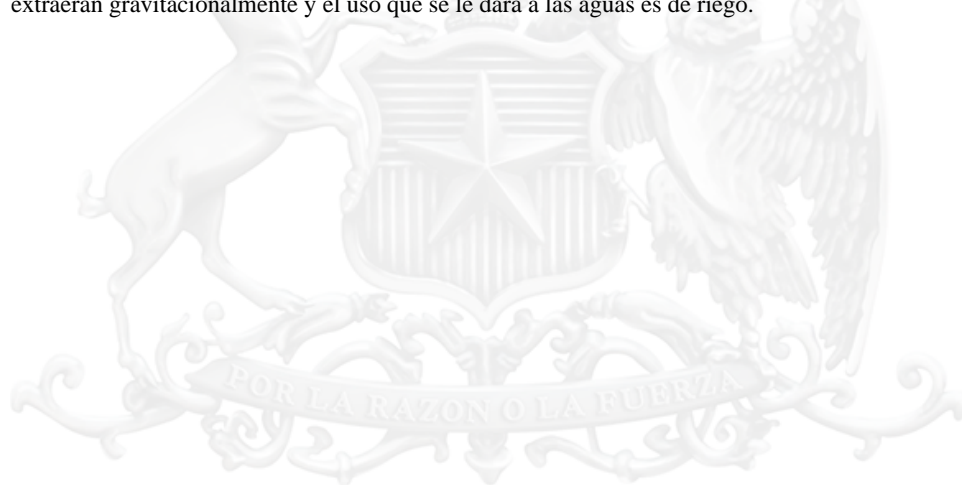 extraerán gravitacionalmente y el uso que se le dará a las aguas es de riego.
POR LA RAZON O LA FUERZA